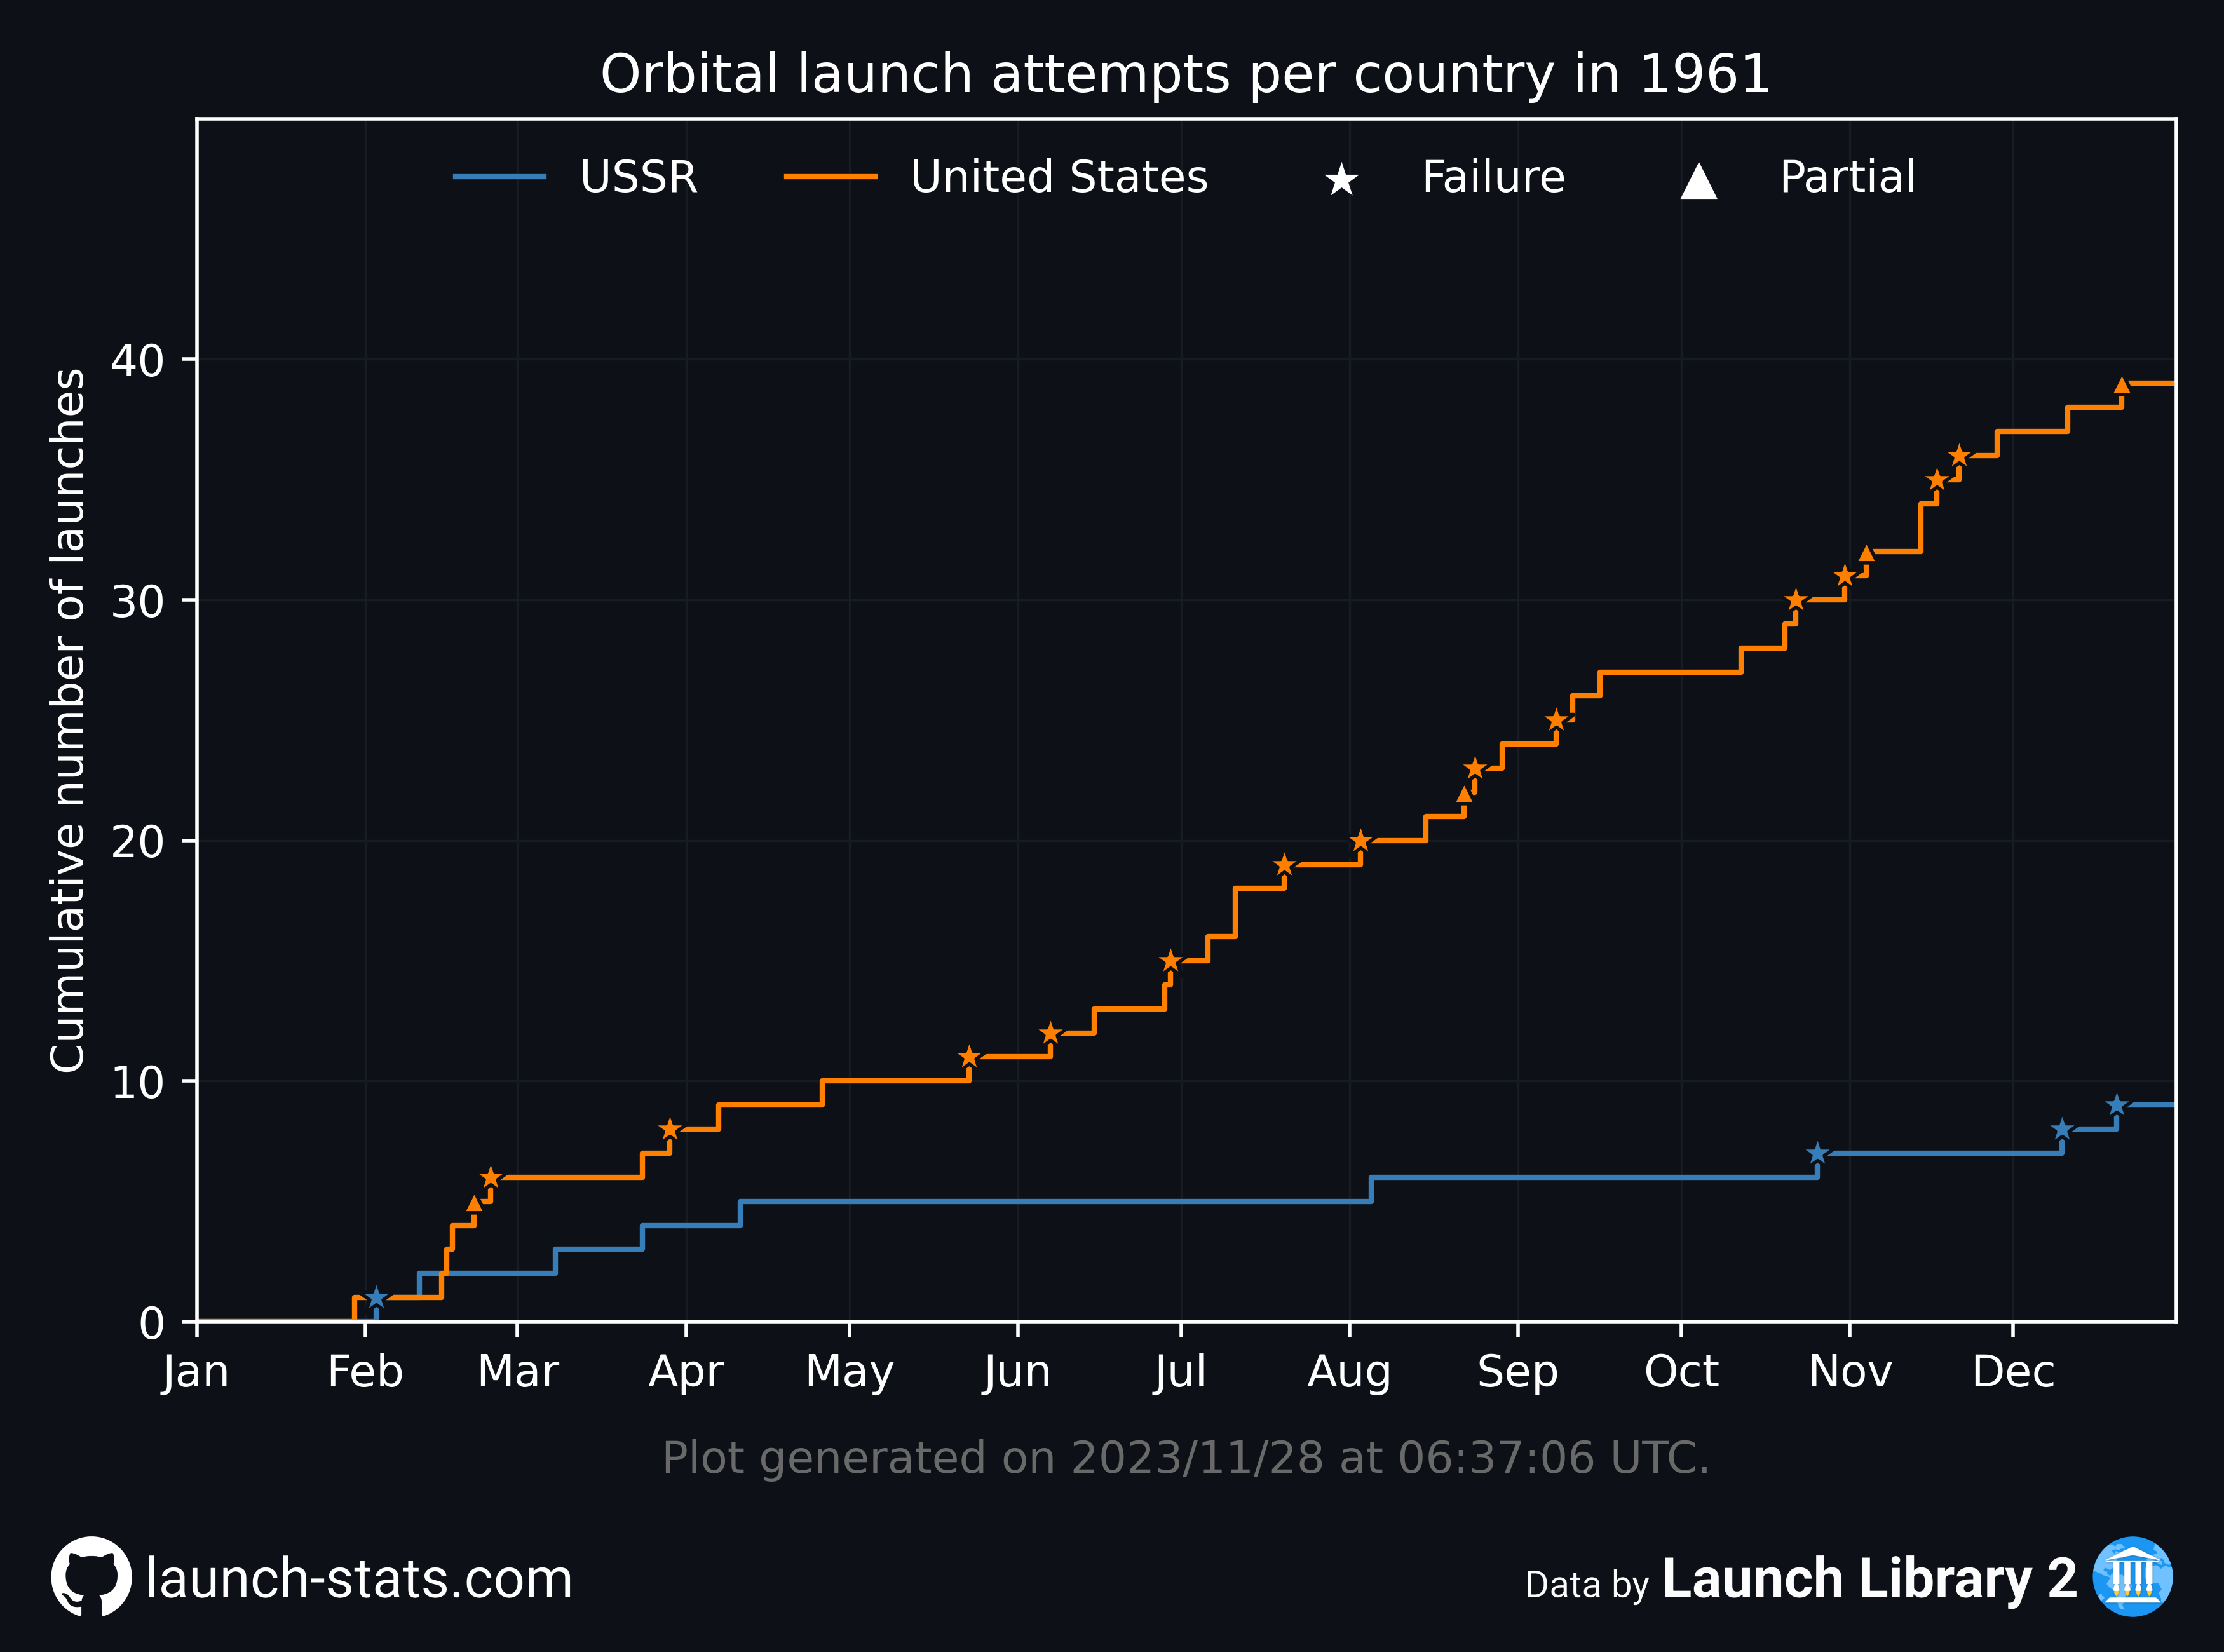 Orbital launch attempts per country in 1961
USSR United States Failure Partial
Cumulative number of launches
40
30
20
10
0
Jan Feb Mar Apr May Jun Jul Aug Sep Oct Nov Dec
Plot generated on 2023/11/28 at 06:37:06 UTC.
launch-stats.com
Data by Launch Library 2